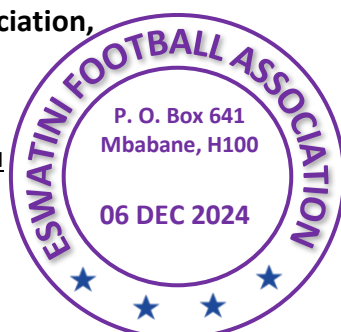 ciation,
ESWATINI FOOTBALL ASSOCIATION
P. O. Box 641
Mbabane, H100
06 DEC 2024